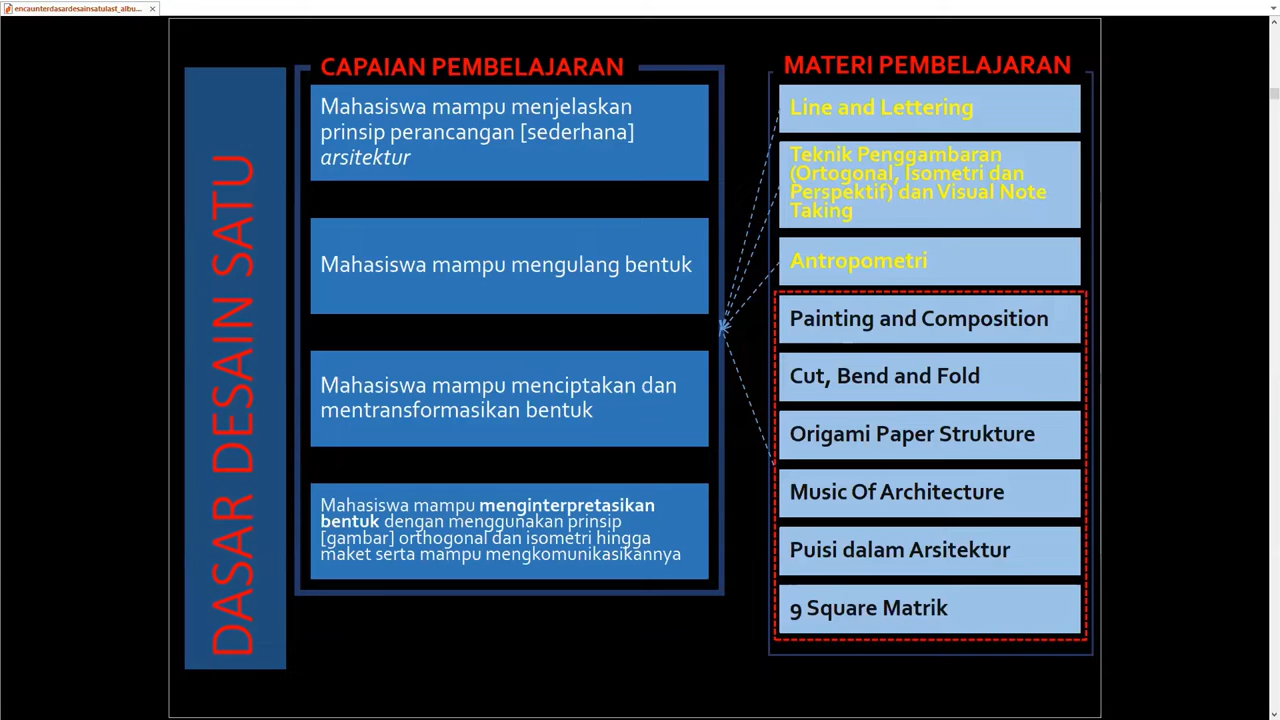 encaunterdasardesainsatulast_albu...
DASAR DESAIN SATU
CAPAIAN PEMBELAJARAN
Mahasiswa mampu menjelaskan
prinsip perancangan [sederhana]
arsitektur
Mahasiswa mampu mengulang bentuk
Mahasiswa mampu menciptakan dan
mentransformasikan bentuk
Mahasiswa mampu menginterpretasikan
bentuk dengan menggunakan prinsip
[gambar] orthogonal dan isometri hingga
maket serta mampu mengkomunikasikannya
MATERI PEMBELAJARAN
Line and Lettering
Teknik Penggambaran
(Ortogonal, Isometri dan
Perspektif) dan Visual Note
Taking
Antropometri
Painting and Composition
Cut, Bend and Fold
Origami Paper Strukture
Music Of Architecture
Puisi dalam Arsitektur
9 Square Matrik